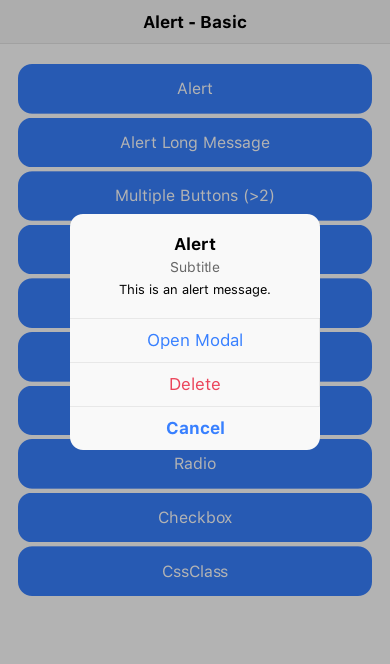 Alert - Basic
Alert
Alert Long Message
Multiple Buttons (>2)
Alert
Subtitle
This is an alert message.
Open Modal
Delete
Cancel
Radio
Checkbox
CssClass